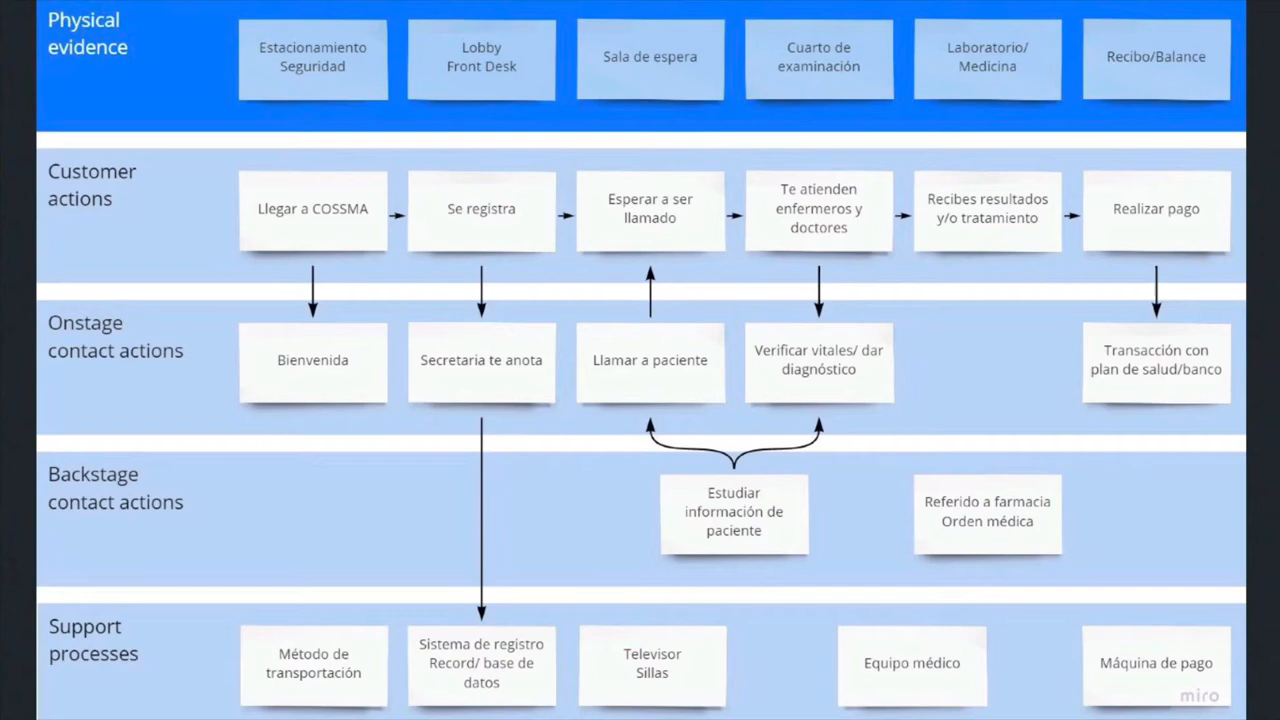 Physical
evidence
Estacionamiento
Seguridad
Lobby
Front Desk
Sala de espera
Cuarto de
examinación
Laboratorio/
Medicina
Recibo/Balance
Customer
actions
Llegar a COSSMA
Se registra
Esperar a ser
llamado
Te atienden
enfermeros y
doctores
Recibes resultados
y/o tratamiento
Realizar pago
Onstage
contact actions
Bienvenida
Secretaria te anota
Llamar a paciente
Verificar vitales/ dar
diagnóstico
Transacción con
plan de salud/banco
Backstage
contact actions
Estudiar
información de
paciente
Referido a farmacia
Orden médica
Support
processes
Método de
transportación
Sistema de registro
Record/ base de
datos
Televisor
Sillas
Equipo médico
Máquina de pago
miro